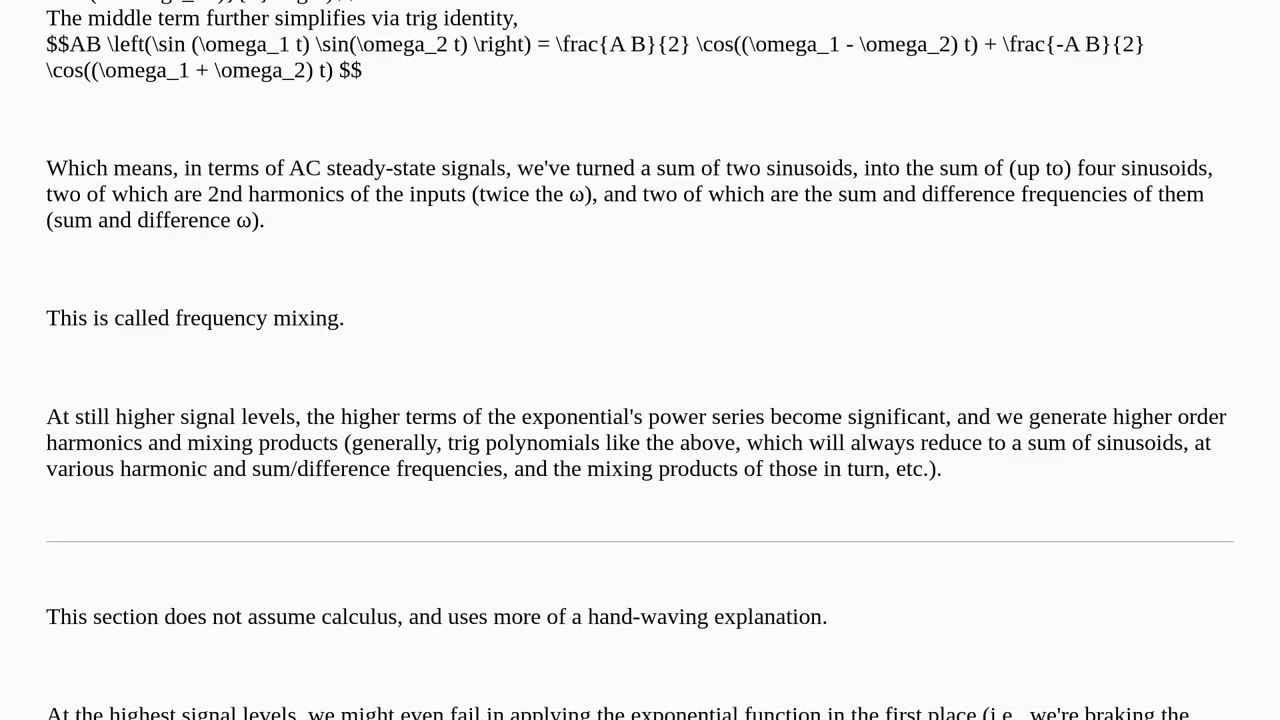 The middle term further simplifies via trig identity,
$$AB \left(\sin (\omega_1 t) \sin(\omega_2 t) \right) = \frac{A B}{2} \cos((\omega_1 - \omega_2) t) + \frac{-A B}{2}
\cos((\omega_1 + \omega_2) t) $$
Which means, in terms of AC steady-state signals, we've turned a sum of two sinusoids, into the sum of (up to) four sinusoids,
two of which are 2nd harmonics of the inputs (twice the ω), and two of which are the sum and difference frequencies of them
(sum and difference ω).
This is called frequency mixing.
At still higher signal levels, the higher terms of the exponential's power series become significant, and we generate higher order
harmonics and mixing products (generally, trig polynomials like the above, which will always reduce to a sum of sinusoids, at
various harmonic and sum/difference frequencies, and the mixing products of those in turn, etc.).
This section does not assume calculus, and uses more of a hand-waving explanation.
At the highest signal levels, we might even fail in applying the exponential function in the first place (i.e., we're braking the